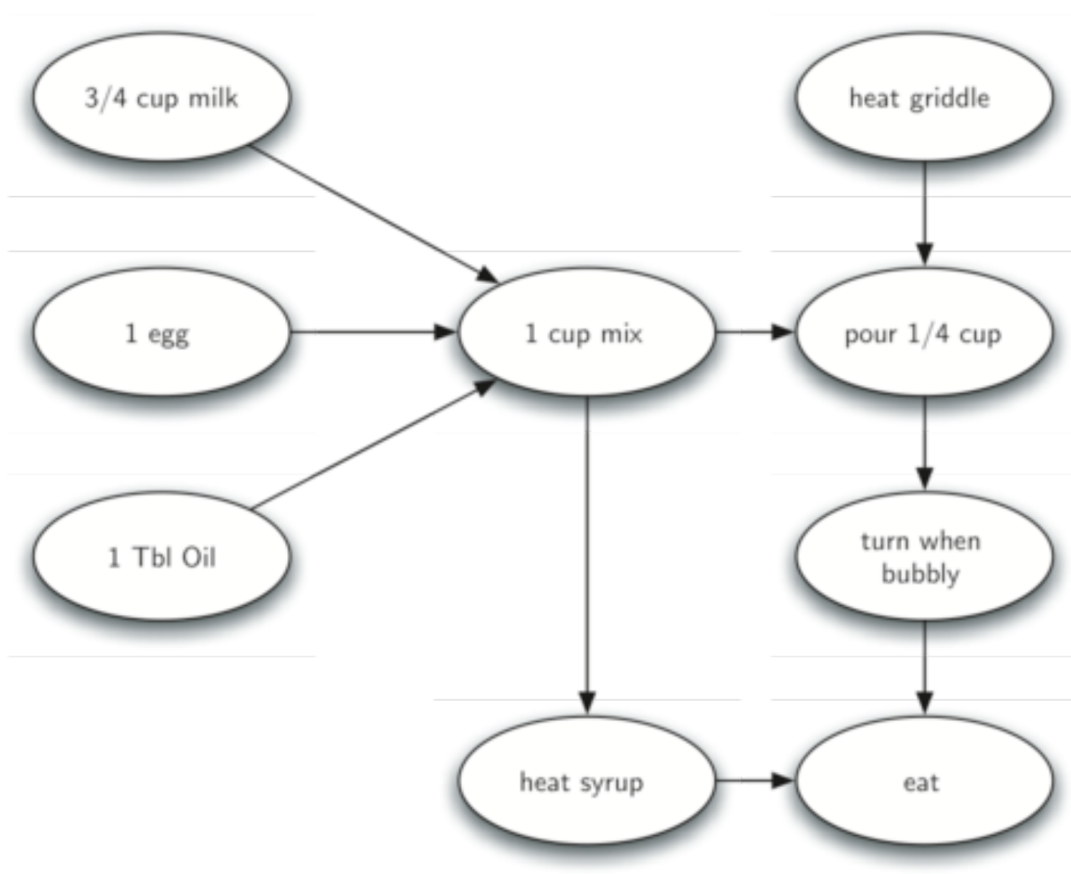 3/4 cup milk
heat griddle
1 egg
1 cup mix
pour 1/4 cup
1 Tbl Oil
turn when
bubbly
heat syrup
eat